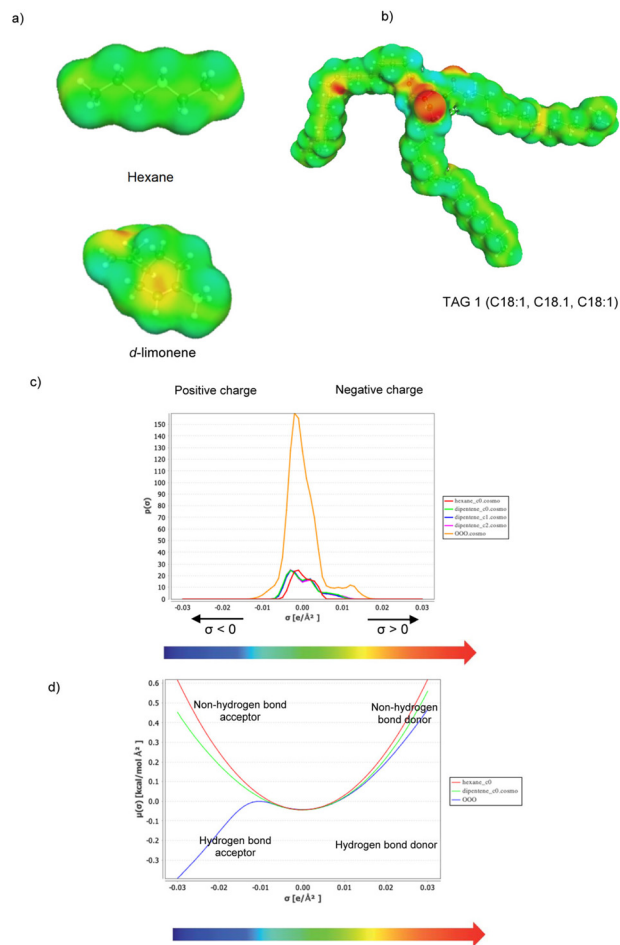 a)
b)
Hexane
d-limonene
TAG 1 (C18:1, C18.1, C18:1)
c)
Positive charge
Negative charge
150
140
130
120
110
100
90
80
70
60
50
40
30
20
10
0
p(σ)
-0.03 -0.02 -0.01 0.00 0.01 0.02 0.03
σ [e/Å²]
σ < 0
σ > 0
hexane_c0.cosmo
dipentene_c0.cosmo
dipentene_c1.cosmo
dipentene_c2.cosmo
OOO.cosmo
d)
0.6
0.5
0.4
0.3
0.2
0.1
0.0
-0.1
-0.2
-0.3
μ(σ) [kcal/mol Å²]
Non-hydrogen bond
acceptor
Non-hydrogen
bond donor
Hydrogen bond
acceptor
Hydrogen bond donor
-0.03 -0.02 -0.01 0.00 0.01 0.02 0.03
σ [e/Å²]
hexane_c0
dipentene_c0.cosmo
OOO